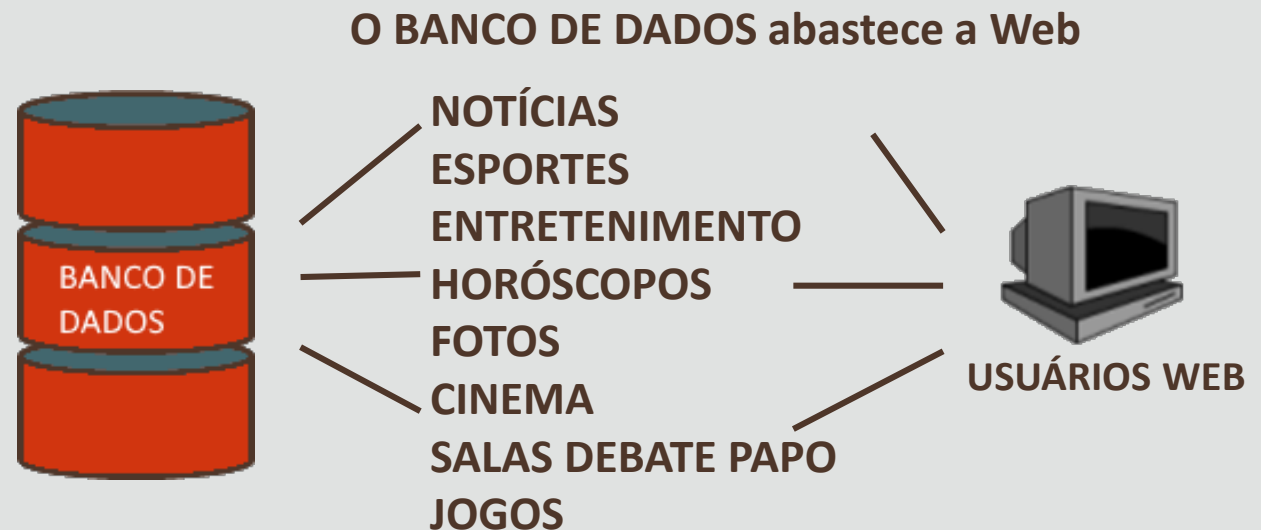 O BANCO DE DADOS abastece a Web
BANCO DE
DADOS
NOTÍCIAS
ESPORTES
ENTRETENIMENTO
HORÓSCOPOS
FOTOS
CINEMA
SALAS DEBATE PAPO
JOGOS
USUÁRIOS WEB